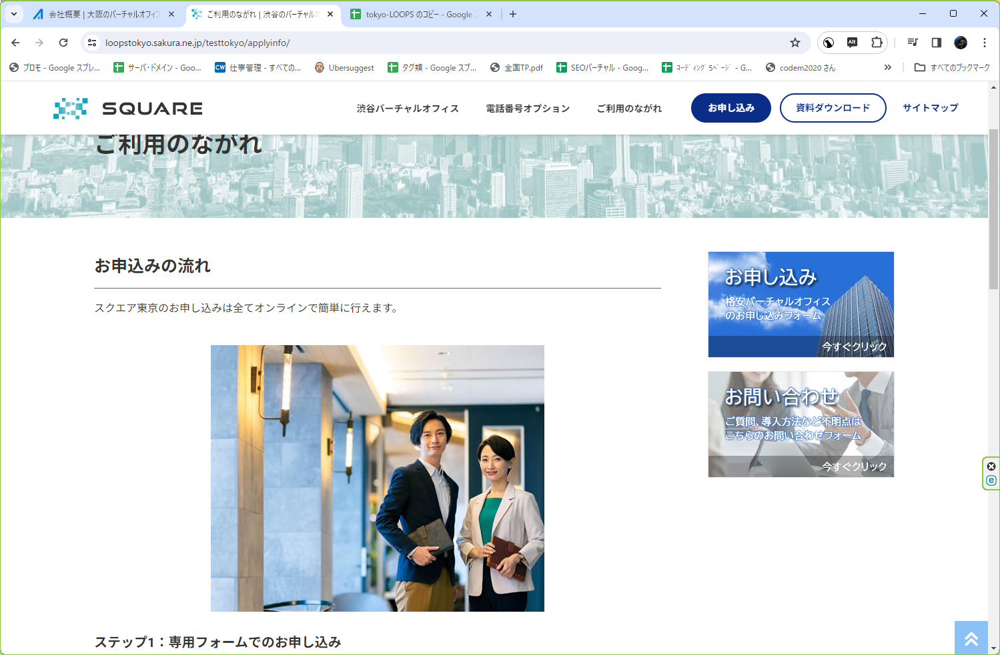 会社概要 | 大阪のバーチャルオフィス
ご利用のながれ | 渋谷のバーチャルオ
tokyo-LOOPS のコピー - Google ス
loopstokyo.sakura.ne.jp/testtokyo/applyinfo/
プロモ - Google スプレ...
サーバ・ドメイン - Goo...
CW 仕事管理 - すべての...
Ubersuggest
タグ類 - Google スプ...
全国TP.pdf
SEOバーチャル - Goog...
コーディング 5ページ - G...
codem2020 さん
すべてのブックマーク
SQUARE
渋谷バーチャルオフィス
電話番号オプション
ご利用のながれ
お申し込み
資料ダウンロード
サイトマップ
ご利用のながれ
お申込みの流れ
スクエア東京のお申し込みは全てオンラインで簡単に行えます。
お申し込み
格安バーチャルオフィス
のお申し込みフォーム
今すぐクリック
お問い合わせ
ご質問、導入方法など不明点は
こちらのお問い合わせフォーム
今すぐクリック
ステップ1：専用フォームでのお申し込み